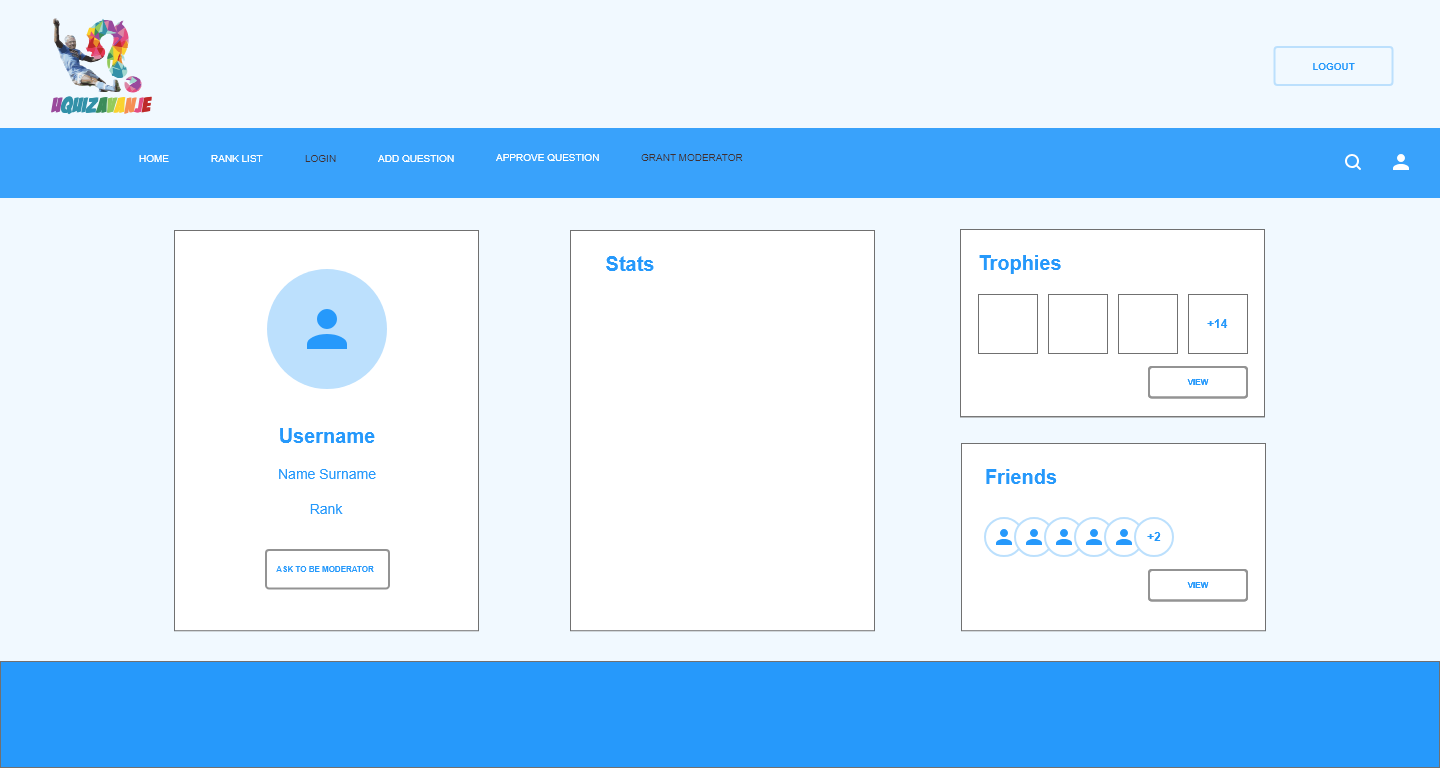 UQUIZAVANJE
LOGOUT
HOME RANK LIST LOGIN ADD QUESTION APPROVE QUESTION GRANT MODERATOR
Stats
Trophies
+14
VIEW
Username
Name Surname
Rank
ASK TO BE MODERATOR
Friends
+2
VIEW